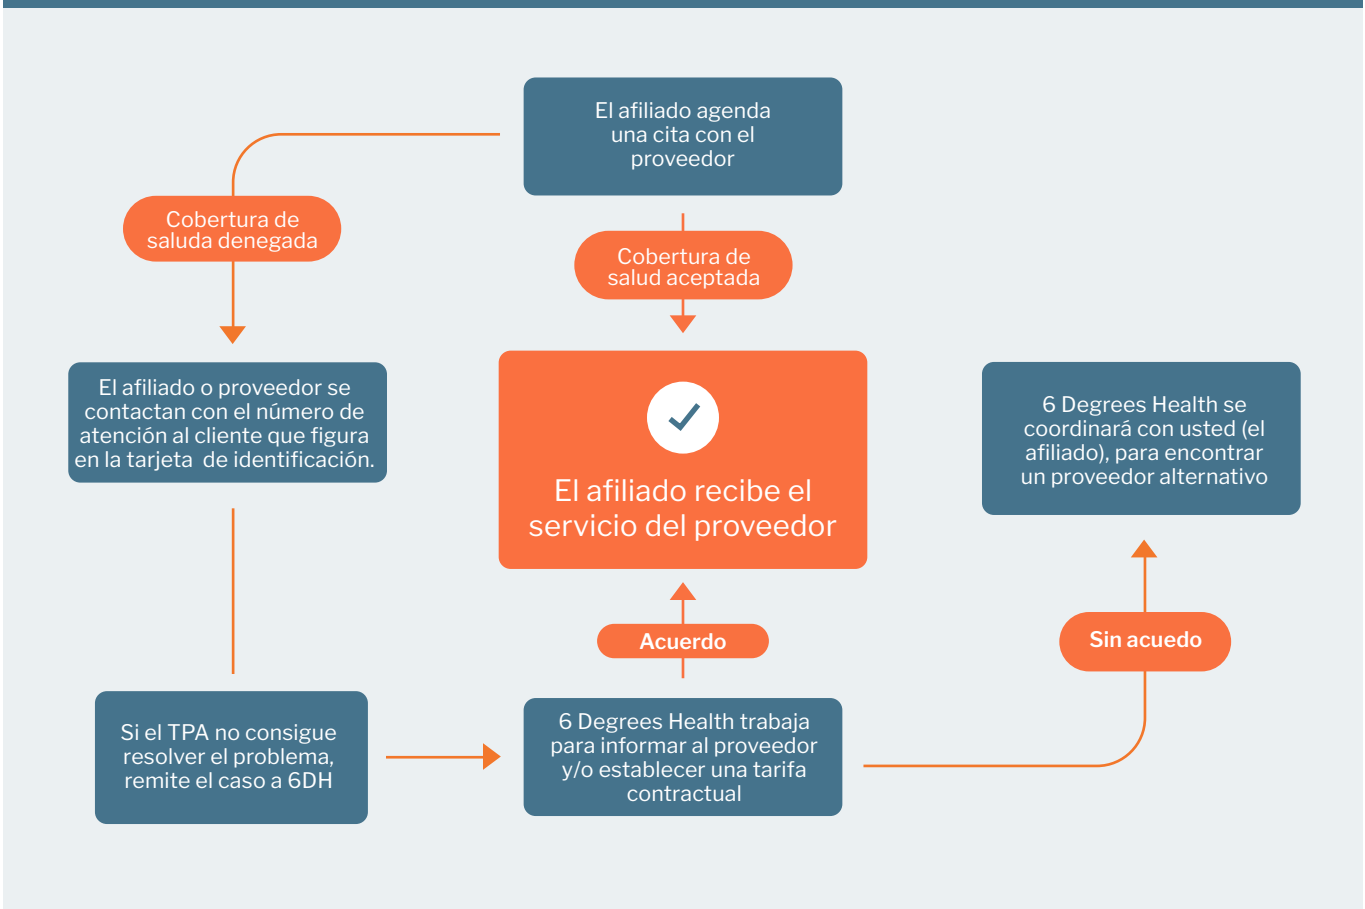 El afiliado agenda
una cita con el
proveedor
Cobertura de
saluda denegada
Cobertura de
salud aceptada
El afiliado o proveedor se
contactan con el número de
atención al cliente que figura
en la tarjeta de identificación.
El afiliado recibe el
servicio del proveedor
6 Degrees Health se
coordinará con usted (el
afiliado), para encontrar
un proveedor alternativo
Acuerdo
Sin acuedo
Si el TPA no consigue
resolver el problema,
remite el caso a 6DH
6 Degrees Health trabaja
para informar al proveedor
y/o establecer una tarifa
contractual